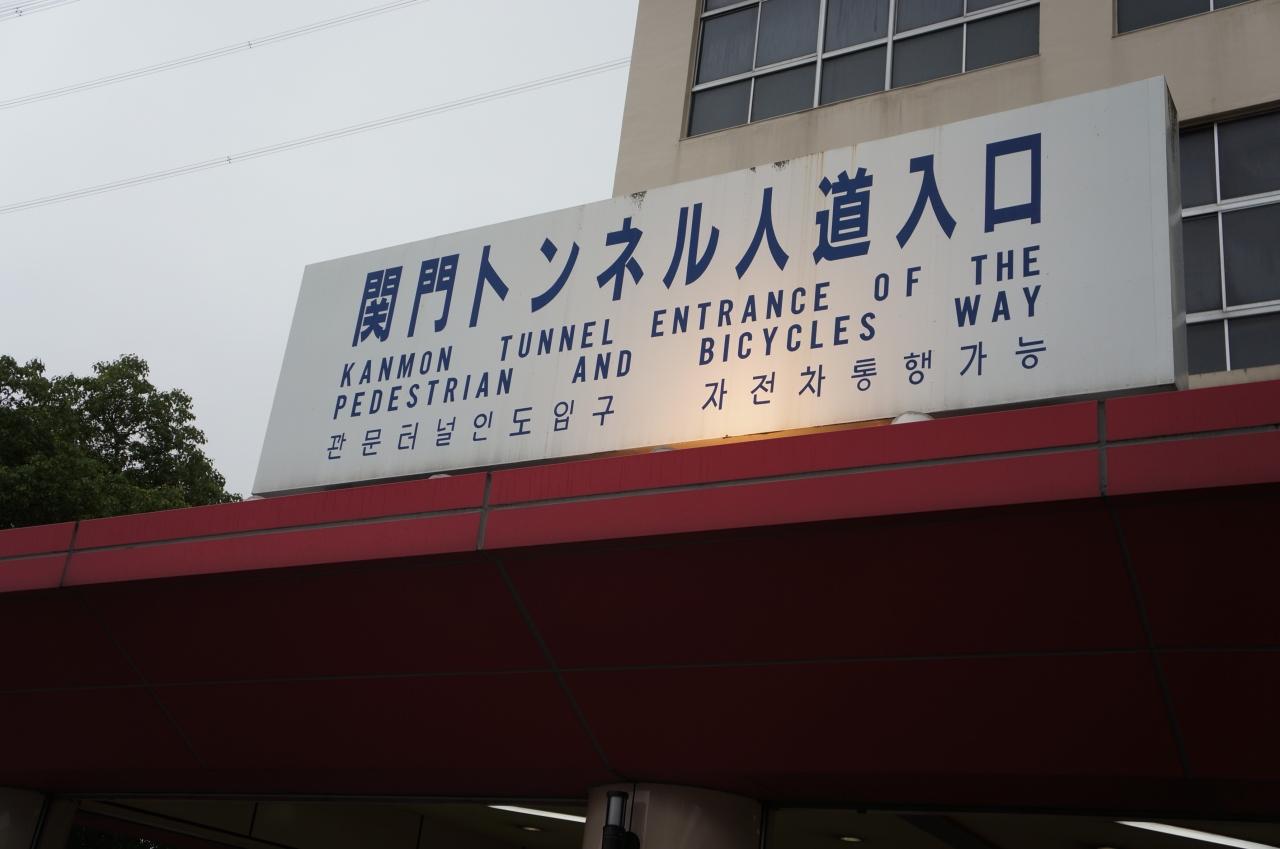 関門トンネル人道入口
KANMON TUNNEL ENTRANCE OF THE
PEDESTRIAN AND BICYCLES WAY
관문터널인도입구 자전차통행가능